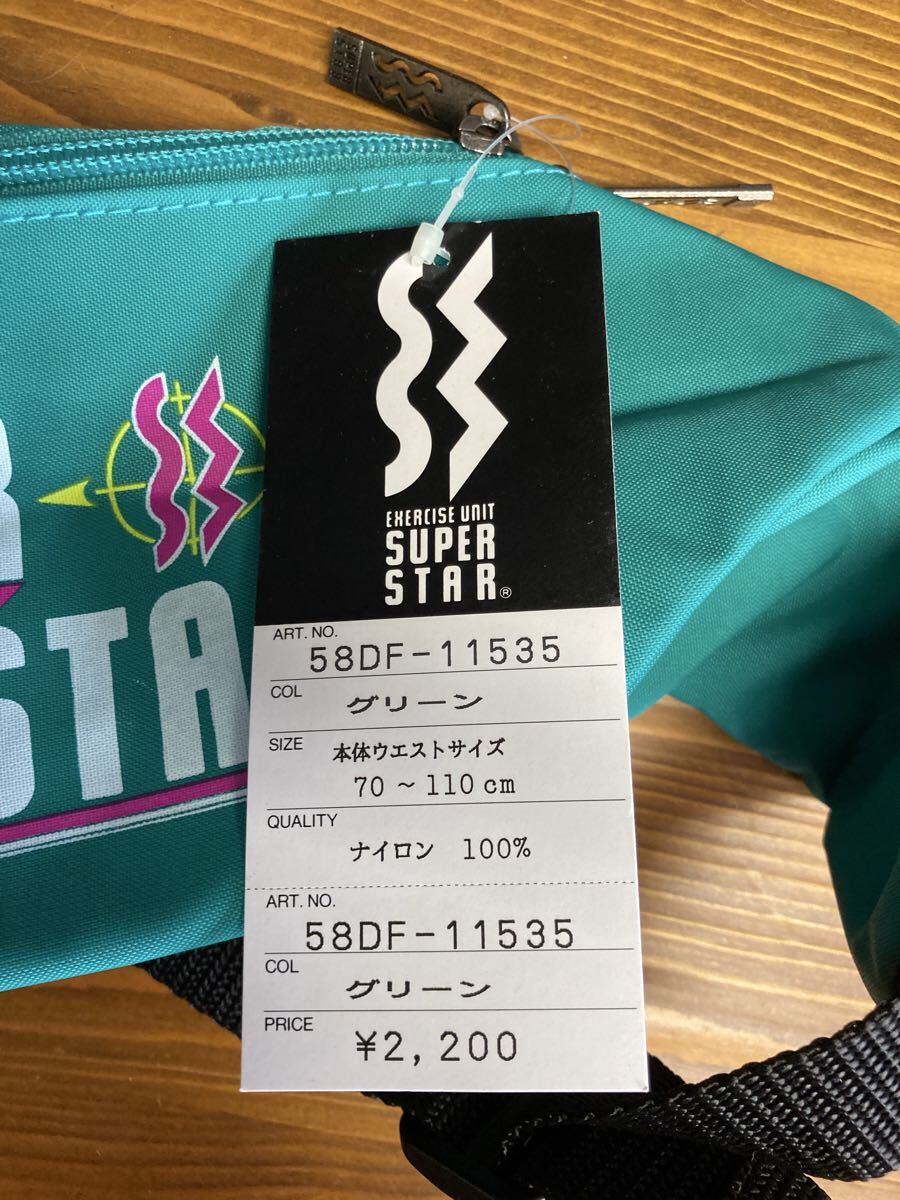 EXERCISE UNIT
SUPER
STAR®
ART. NO.
58DF-11535
COL
グリーン
SIZE
本体ウエストサイズ
70 ~ 110 cm
QUALITY
ナイロン 100%
ART. NO.
58DF-11535
COL
グリーン
PRICE
¥2,200
R
STA